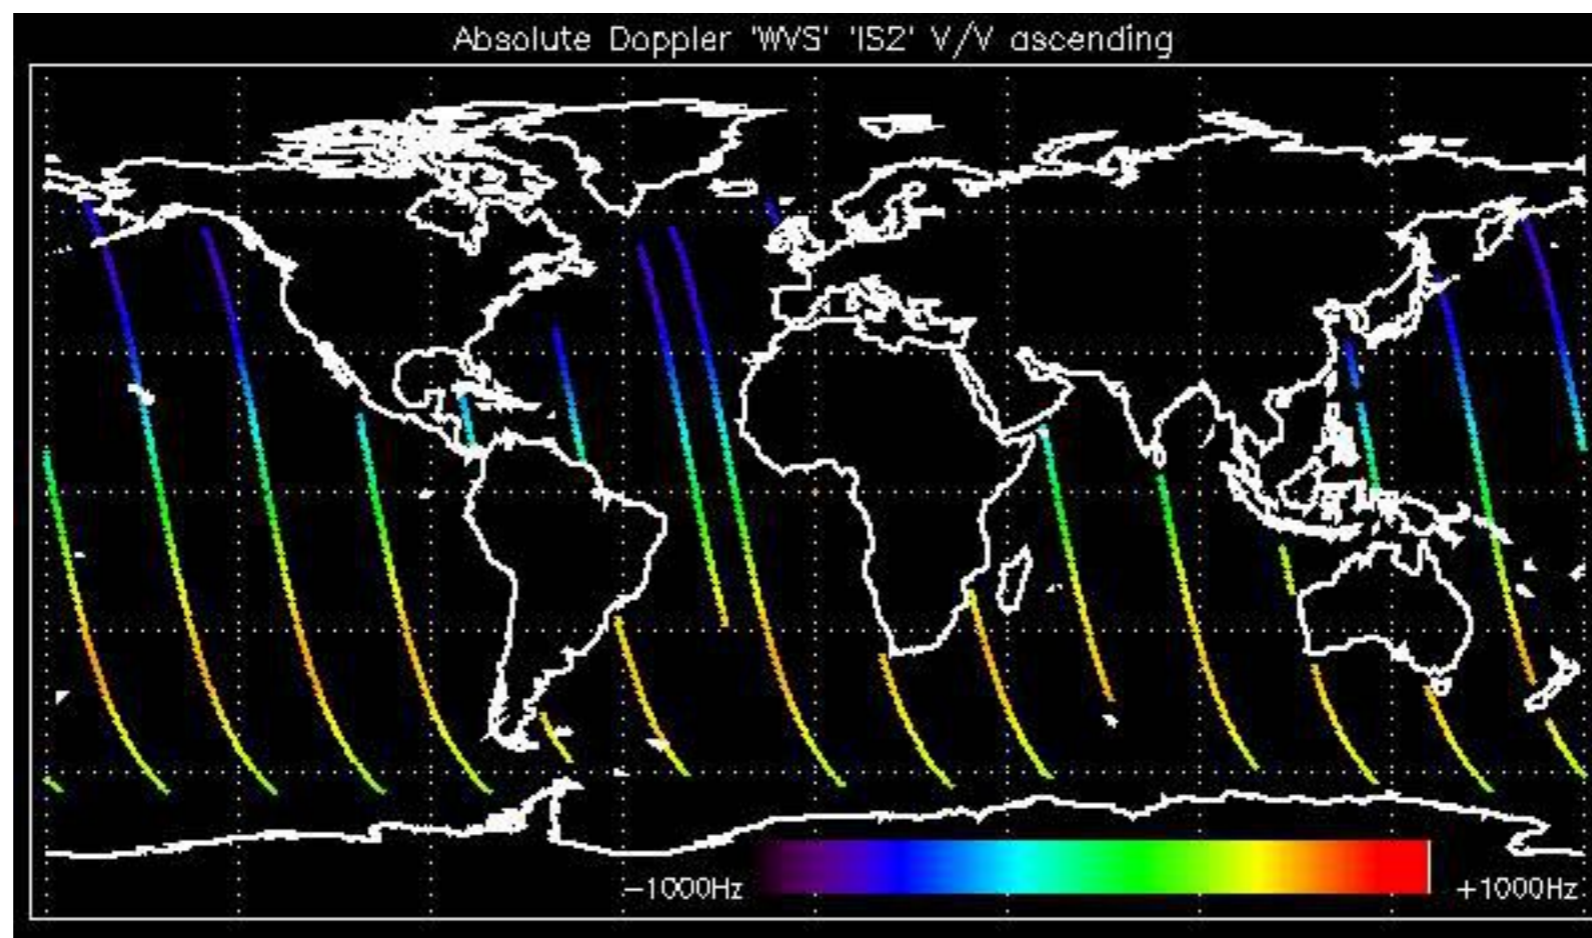 Absolute Doppler 'WVS' 'IS2' V/V ascending
-1000Hz +1000Hz